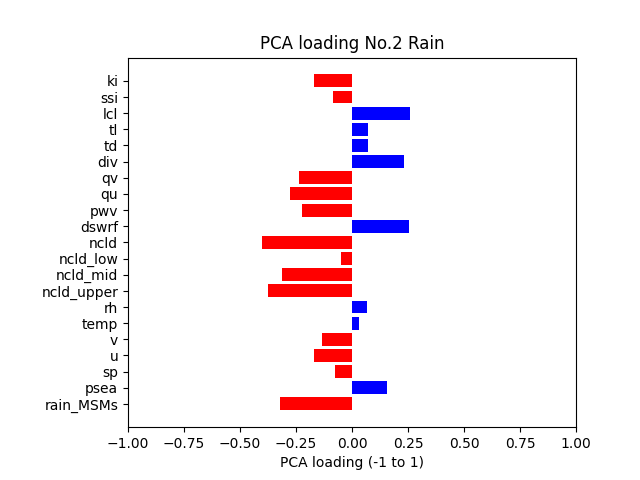 PCA loading No.2 Rain
ki
ssi
lcl
tl
td
div
qv
qu
pwv
dswrf
ncld
ncld_low
ncld_mid
ncld_upper
rh
temp
v
u
sp
psea
rain_MSMs
−1.00 −0.75 −0.50 −0.25 0.00 0.25 0.50 0.75 1.00
PCA loading (-1 to 1)